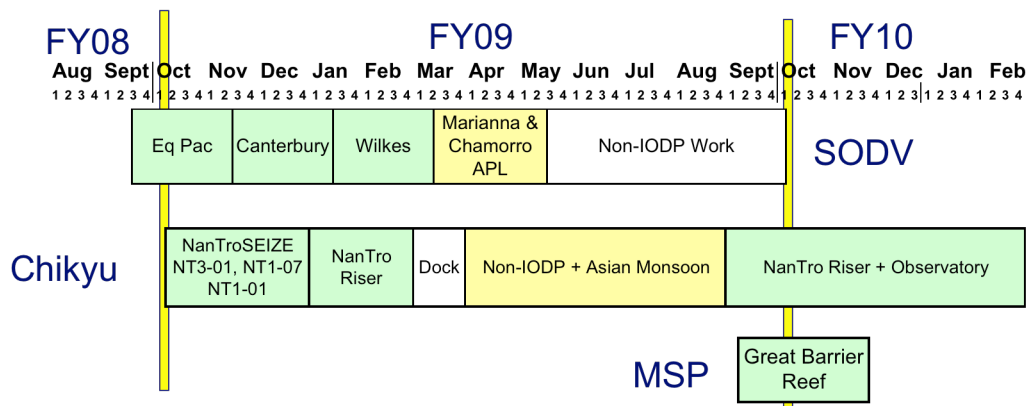 FY08 FY09 FY10
Aug Sept Oct Nov Dec Jan Feb Mar Apr May Jun Jul Aug Sept Oct Nov Dec Jan Feb
1 2 3 4 1 2 3 4 1 2 3 4 1 2 3 4 1 2 3 4 1 2 3 4 1 2 3 4 1 2 3 4 1 2 3 4 1 2 3 4 1 2 3 4 1 2 3 4 1 2 3 4 1 2 3 4 1 2 3 4 1 2 3 4 1 2 3 4 1 2 3 4 1 2 3 4
Eq Pac
Canterbury
Wilkes
Marianna &
Chamorro
APL
Non-IODP Work
SODV
Chikyu
NanTroSEIZE
NT3-01, NT1-07
NT1-01
NanTro
Riser
Dock
Non-IODP + Asian Monsoon
NanTro Riser + Observatory
MSP
Great Barrier
Reef